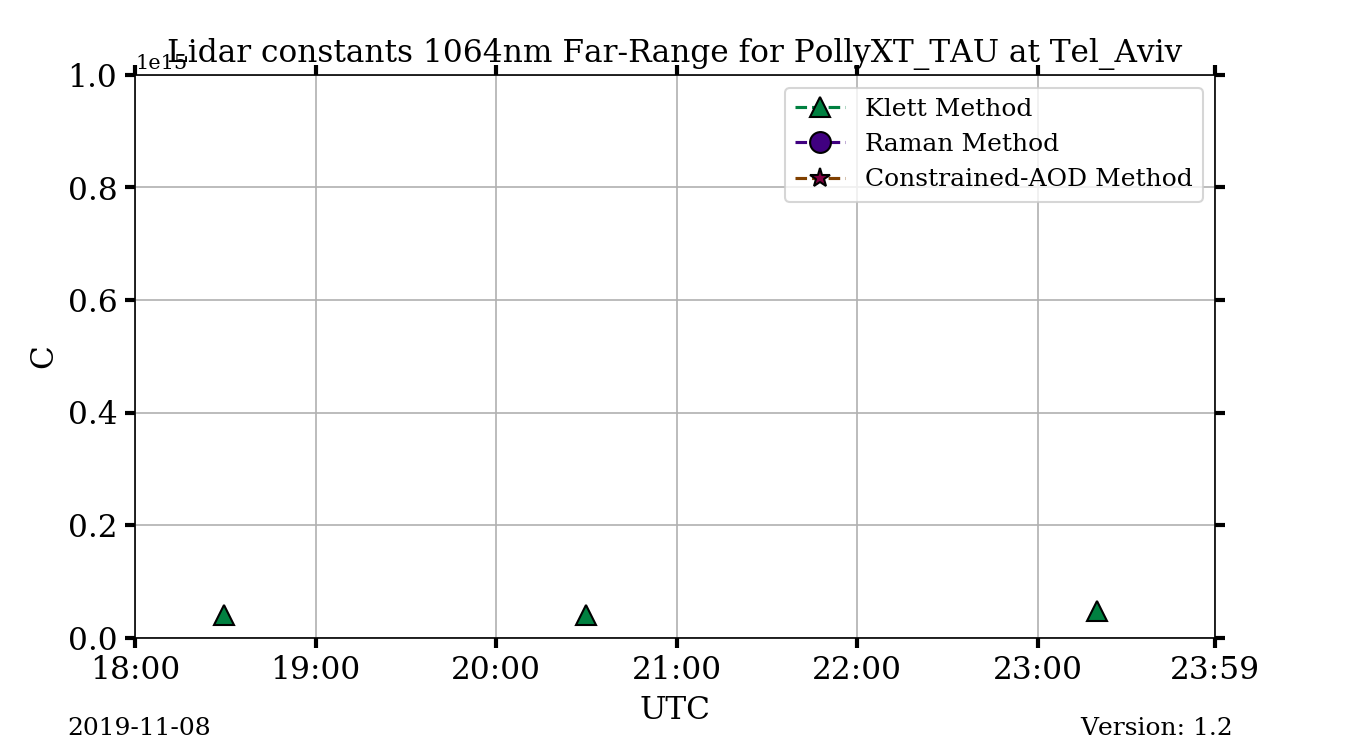 Lidar constants 1064nm Far-Range for PollyXT_TAU at Tel_Aviv
1e15
1.0
0.8
0.6
0.4
0.2
0.0
C
Klett Method
Raman Method
Constrained-AOD Method
18:00 19:00 20:00 21:00 22:00 23:00 23:59
UTC
2019-11-08 Version: 1.2